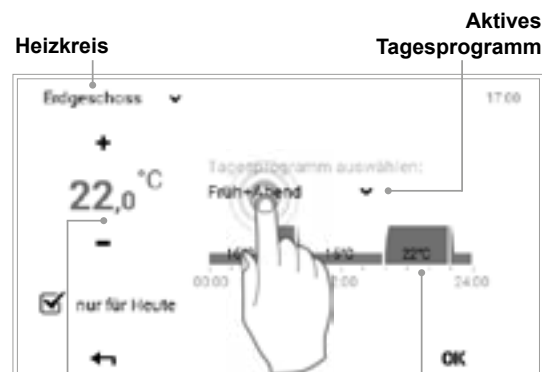 Aktives
Heizkreis
Tagesprogramm
Erdgeschoss
17:00
+
22,0 °C
Tagesprogramm auswählen:
Früh+Abend
-
15°C
22°C
00:00
24:00
nur für Heute
OK